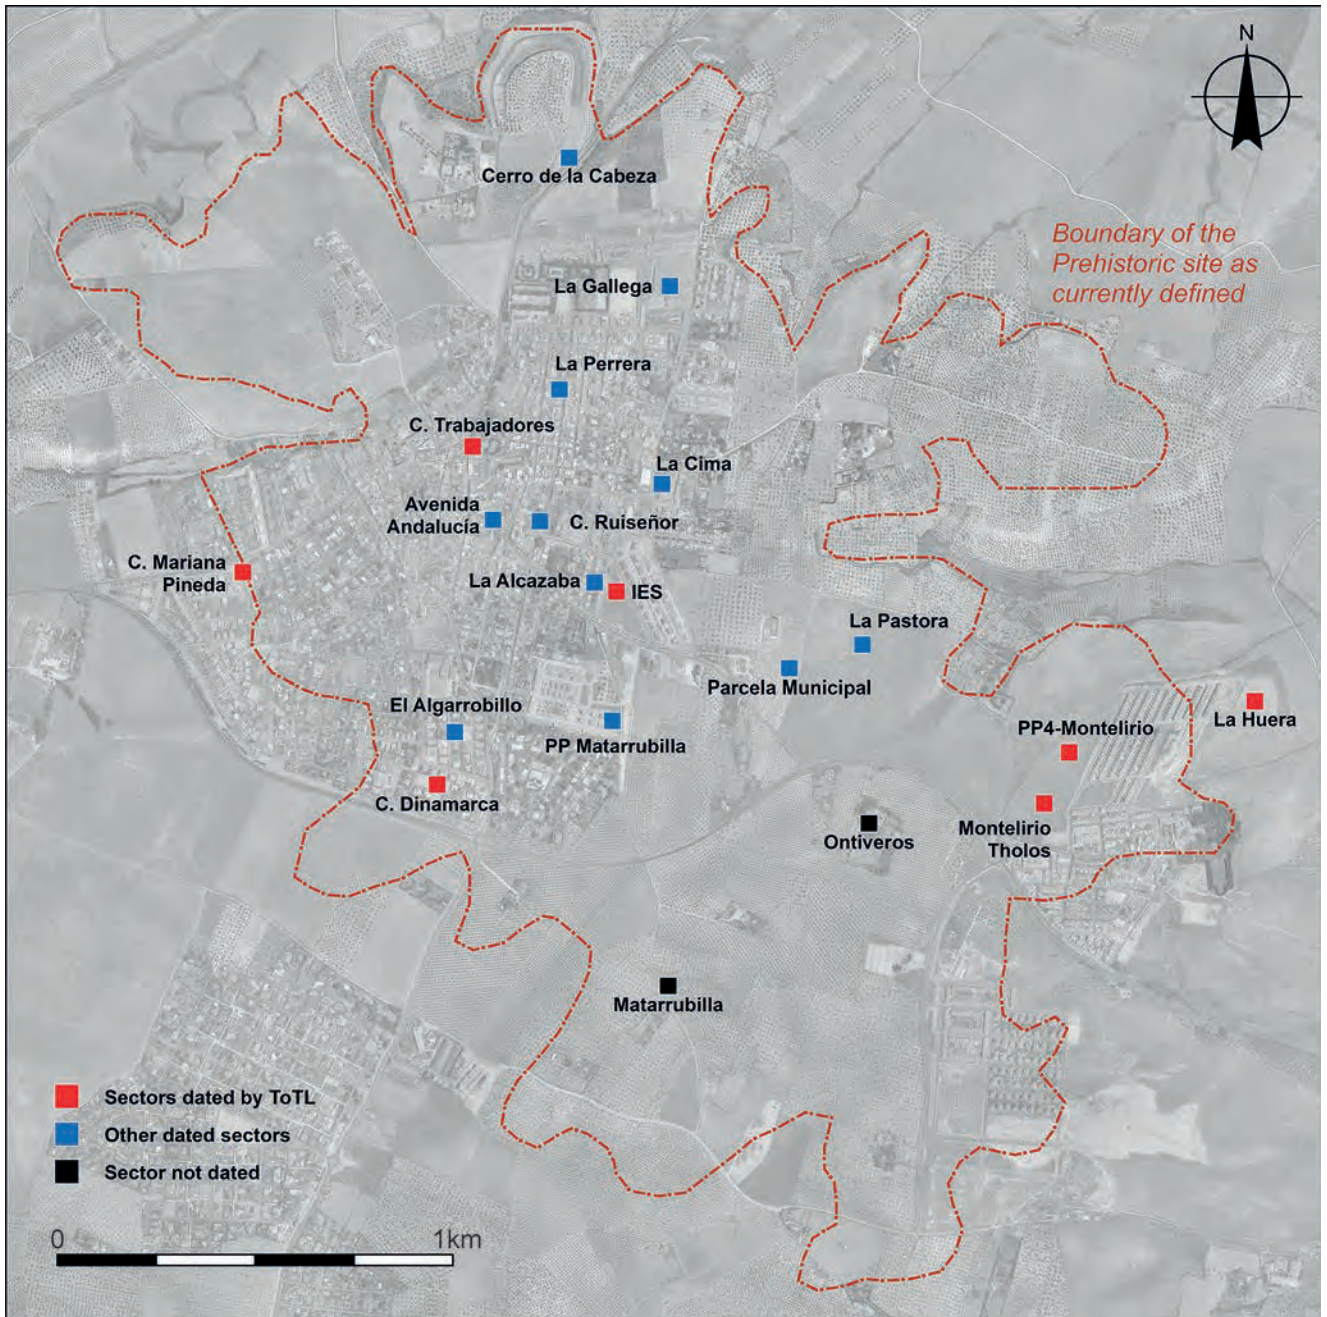 N
Cerro de la Cabeza
Boundary of the
Prehistoric site as
currently defined
La Gallega
La Perrera
C. Trabajadores
La Cima
Avenida
Andalucía
C. Ruiseñor
C. Mariana
Pineda
La Alcazaba
IES
La Pastora
Parcela Municipal
El Algarrobillo
PP Matarrubilla
La Huera
PP4-Montelirio
C. Dinamarca
Ontiveros
Montelirio
Tholos
Matarrubilla
Sectors dated by ToTL
Other dated sectors
Sector not dated
0
1km